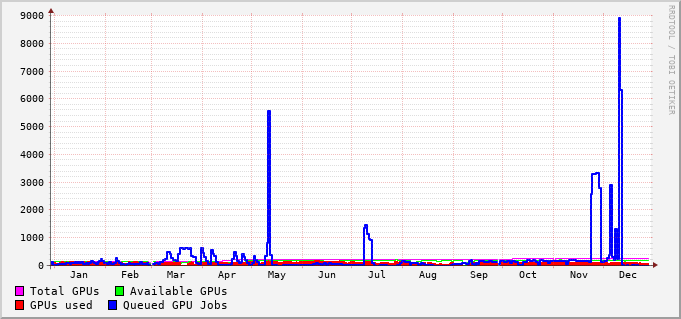 9000
8000
7000
6000
5000
4000
3000
2000
1000
0
Jan Feb Mar Apr May Jun Jul Aug Sep Oct Nov Dec
Total GPUs Available GPUs
GPUs used Queued GPU Jobs
RRDTOOL / TOBI OETIKER